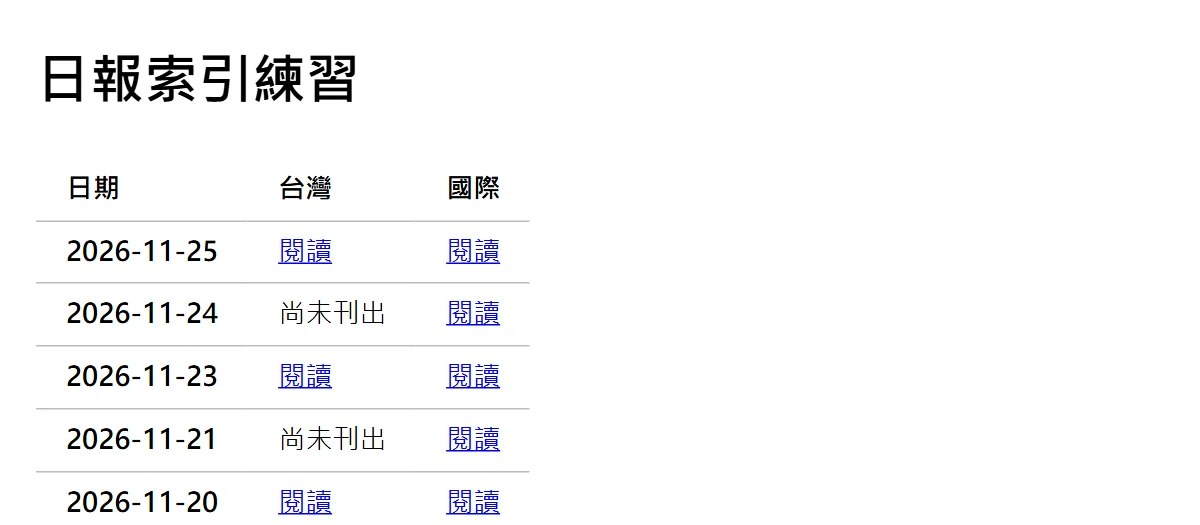 日報索引練習
日期 台灣 國際
2026-11-25 閱讀 閱讀
2026-11-24 尚未刊出 閱讀
2026-11-23 閱讀 閱讀
2026-11-21 尚未刊出 閱讀
2026-11-20 閱讀 閱讀